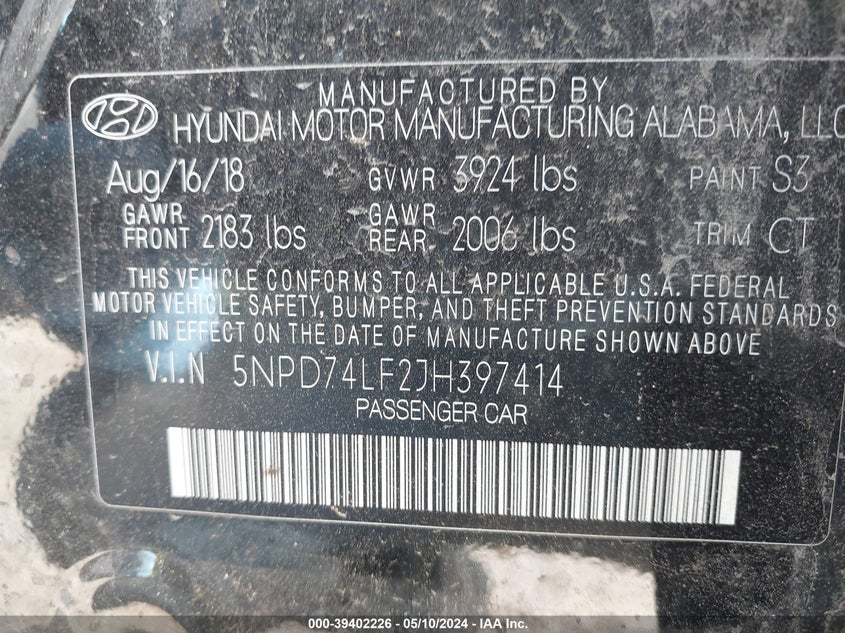 MANUFACTURED BY
HYUNDAI MOTOR MANUFACTURING ALABAMA, LLC
Aug/16/18 GVWR 3924 lbs PAINT S3
GAWR FRONT 2183 lbs GAWR REAR 2006 lbs TRIM CT
THIS VEHICLE CONFORMS TO ALL APPLICABLE U.S.A. FEDERAL
MOTOR VEHICLE SAFETY, BUMPER, AND THEFT PREVENTION STANDARDS
IN EFFECT ON THE DATE OF MANUFACTURE SHOWN ABOVE
V.I.N 5NPD74LF2JH397414
PASSENGER CAR
000-39402226 - 05/10/2024 - IAA Inc.